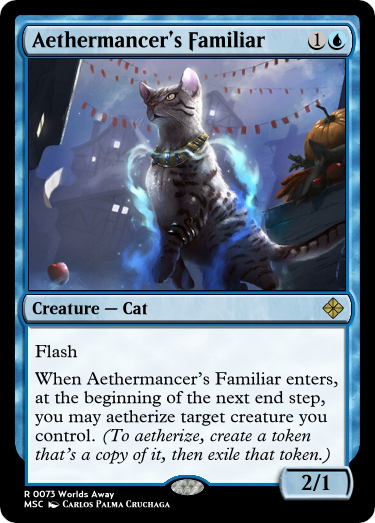 Aethermancer's Familiar 1
Creature — Cat
Flash
When Aethermancer's Familiar enters,
at the beginning of the next end step,
you may aetherize target creature you
control. (To aetherize, create a token
that's a copy of it, then exile that token.)
2/1
R 0073 Worlds Away
MSC Carlos Palma Cruchaga